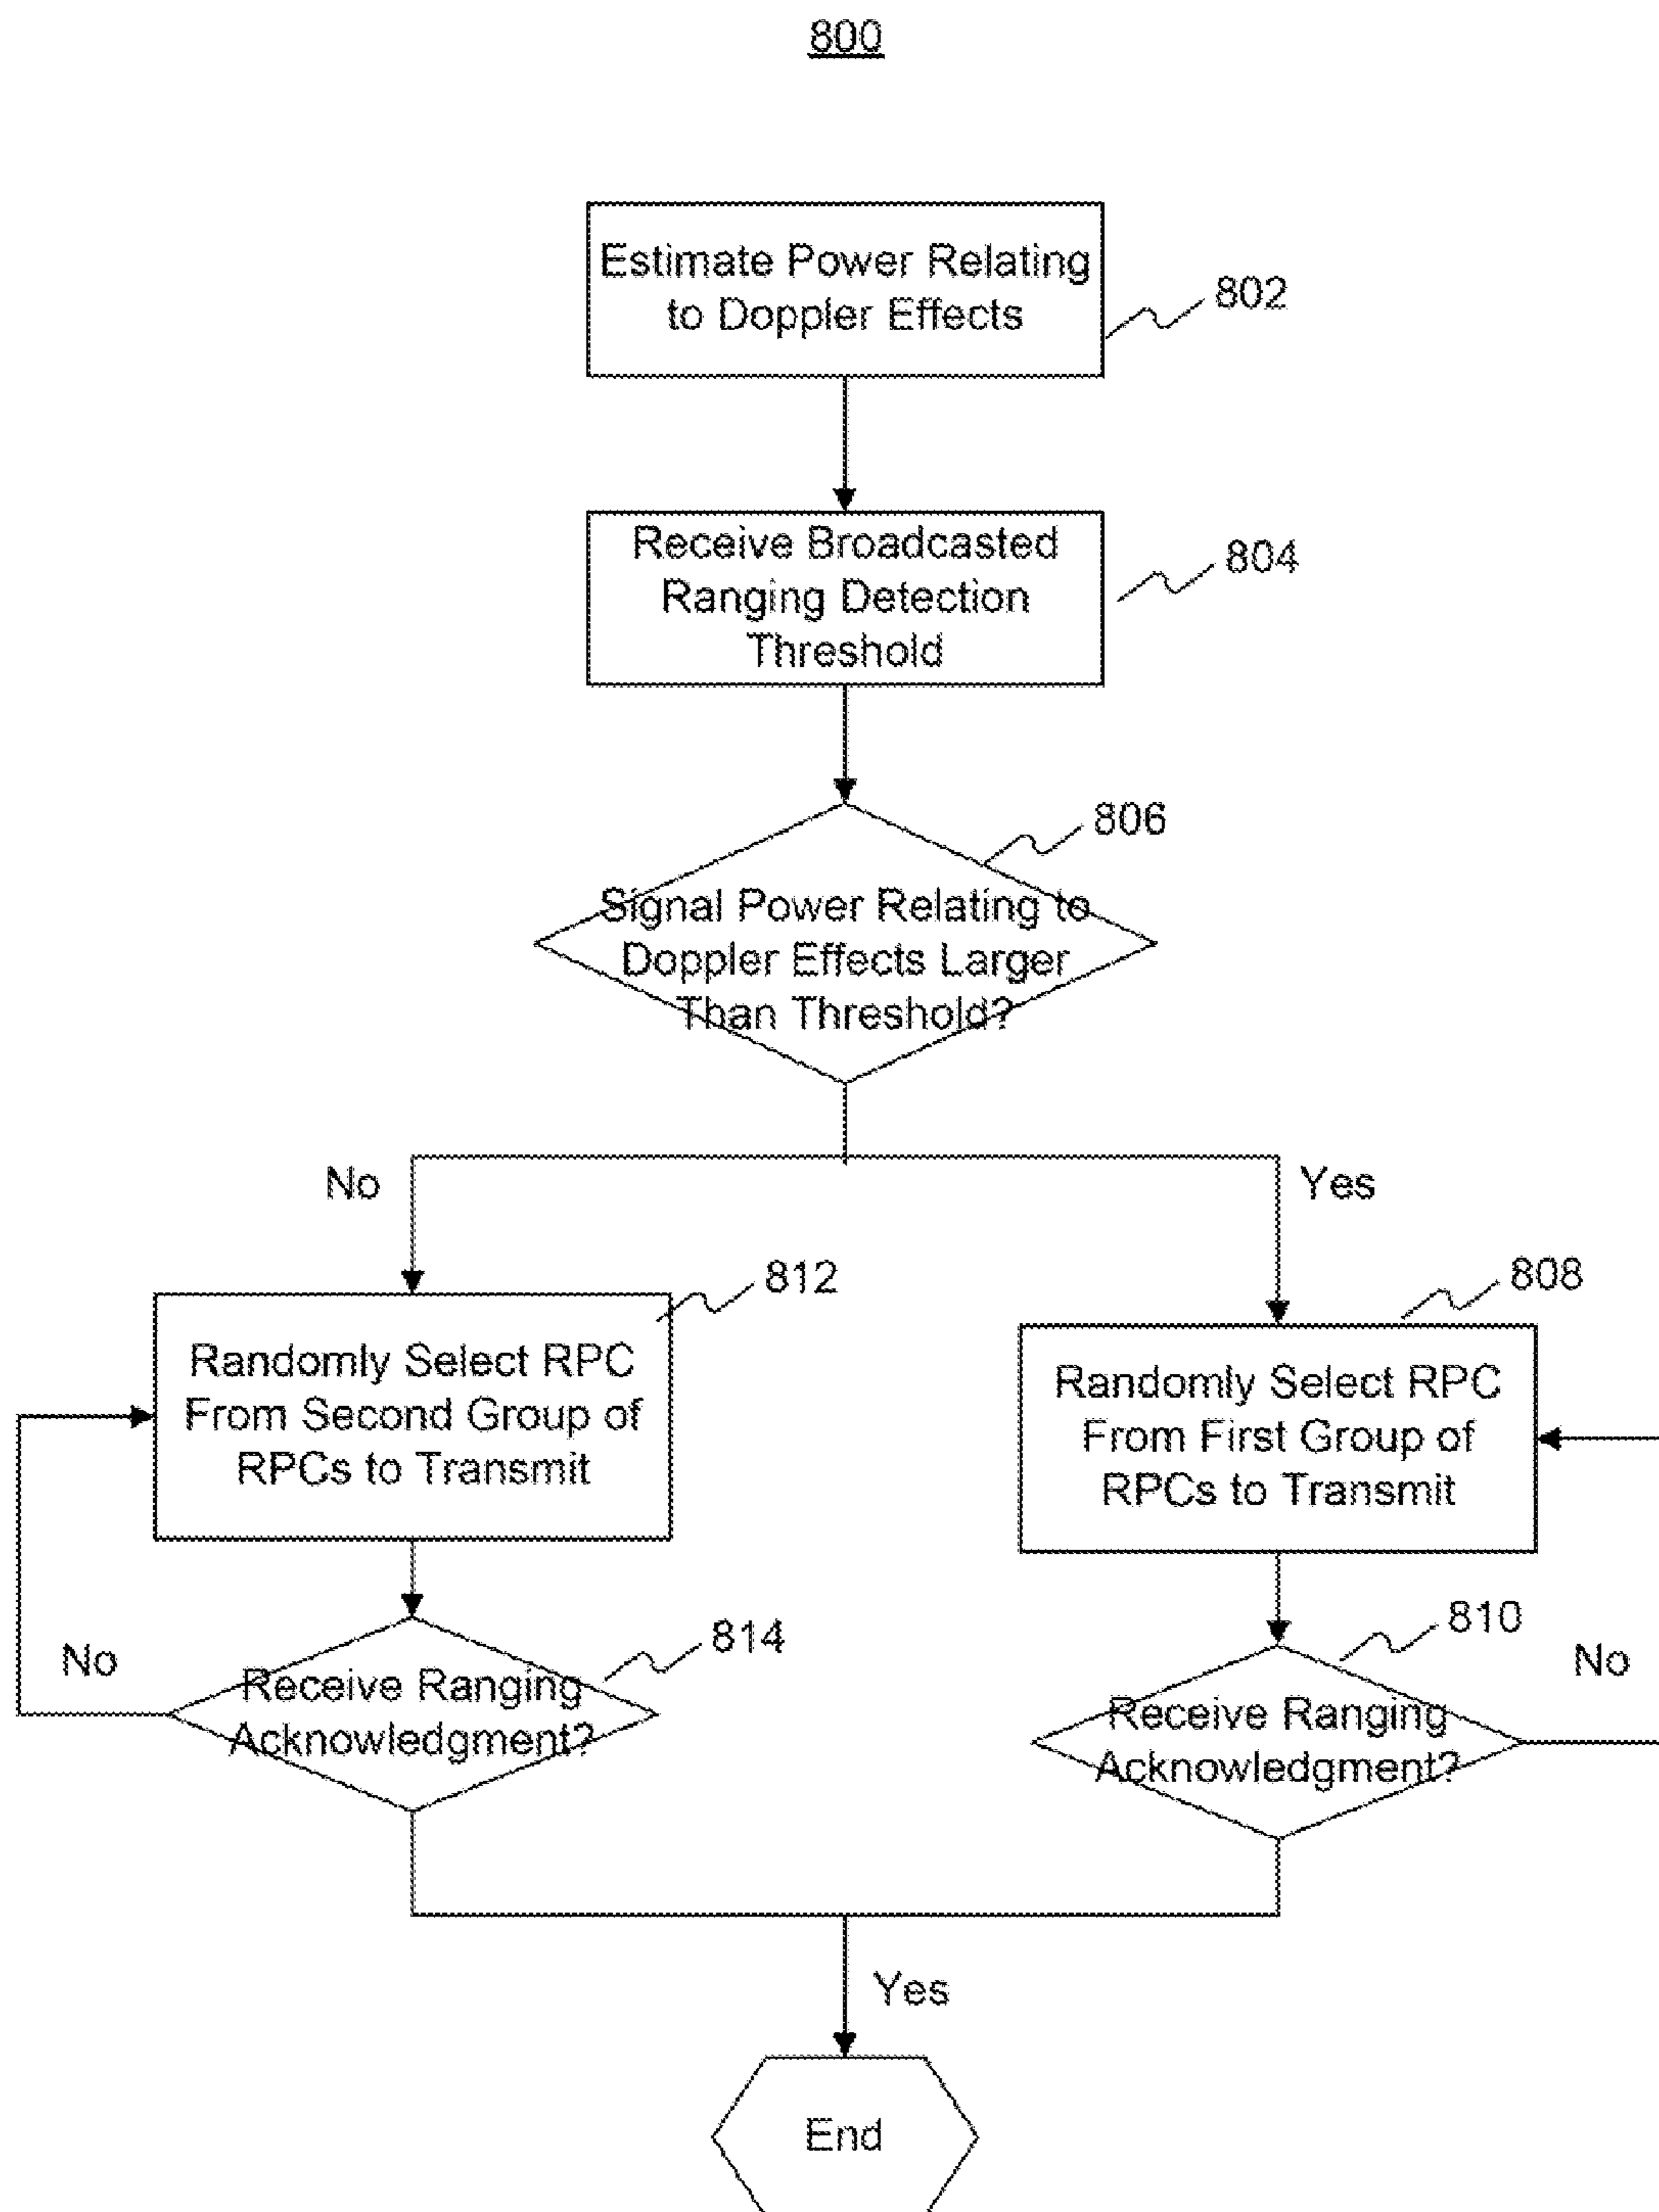 800
Estimate Power Relating
to Doppler Effects
802
Receive Broadcasted
Ranging Detection
Threshold
804
806
Signal Power Relating to
Doppler Effects Larger
Than Threshold?
No
Yes
812
808
Randomly Select RPC
From Second Group of
RPCs to Transmit
Randomly Select RPC
From First Group of
RPCs to Transmit
814
810
No
Receive Ranging
Acknowledgment?
Receive Ranging
Acknowledgment?
No
Yes
End